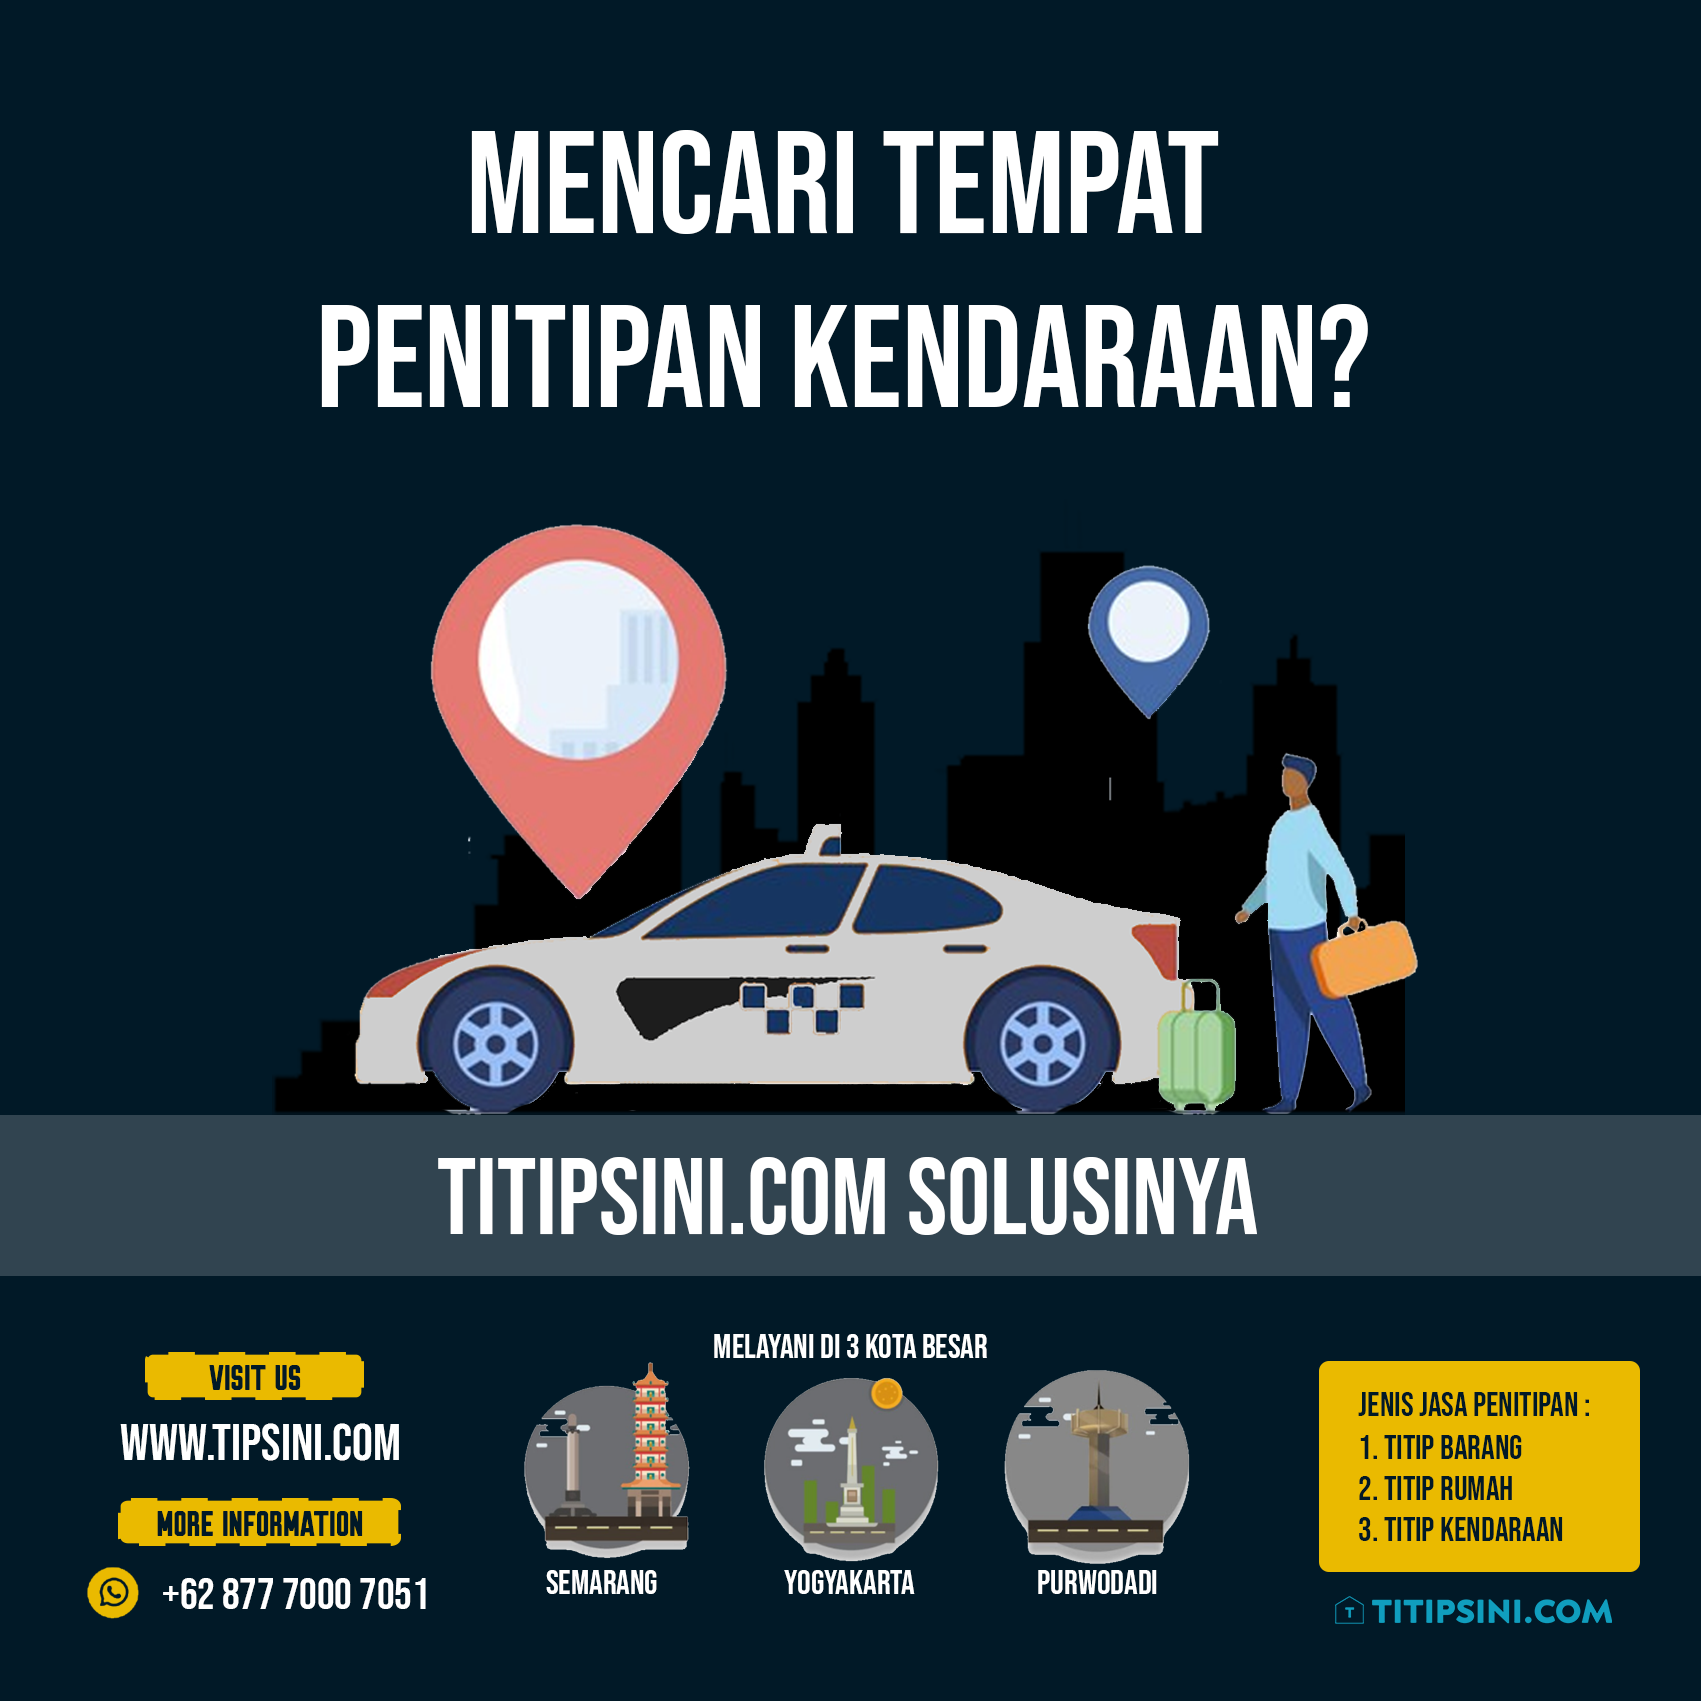 MENCARI TEMPAT
PENITIPAN KENDARAAN?
TITIPSINI.COM SOLUSINYA
VISIT US
WWW.TIPSINI.COM
MORE INFORMATION
+62 877 7000 7051
MELAYANI DI 3 KOTA BESAR
SEMARANG
YOGYAKARTA
PURWODADI
JENIS JASA PENITIPAN :
1. TITIP BARANG
2. TITIP RUMAH
3. TITIP KENDARAAN
T TITIPSINI.COM